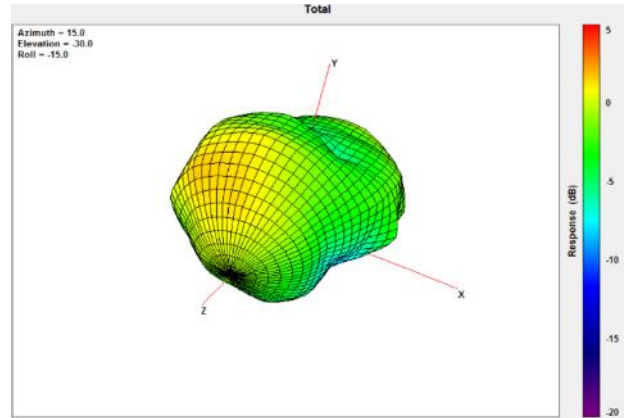 Total
Azimuth = 15.0
Elevation = -30.0
Roll = -15.0
Y
X
Z
5
0
-5
-10
-15
-20
Response (dB)